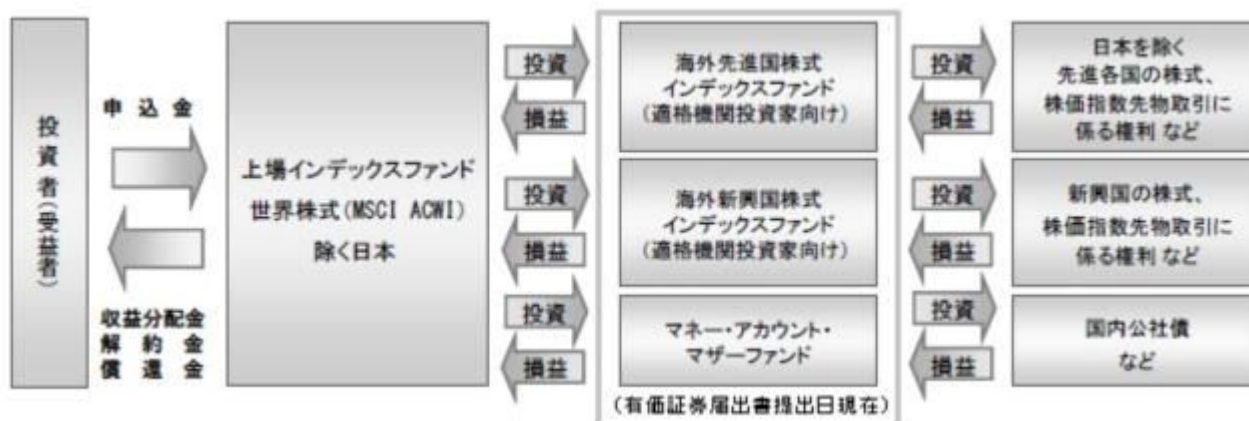 投資者(受益者)
申込金
収益分配金
解約金
償還金
上場インデックスファンド
世界株式(MSCI ACWI)
除く日本
投資
損益
投資
損益
投資
損益
海外先進国株式
インデックスファンド
(適格機関投資家向け)
海外新興国株式
インデックスファンド
(適格機関投資家向け)
マネー・アカウント・
マザーファンド
(有価証券届出書提出日現在)
投資
損益
投資
損益
投資
損益
日本を除く
先進各国の株式、
株価指数先物取引に
係る権利 など
新興国の株式、
株価指数先物取引に
係る権利 など
国内公社債
など